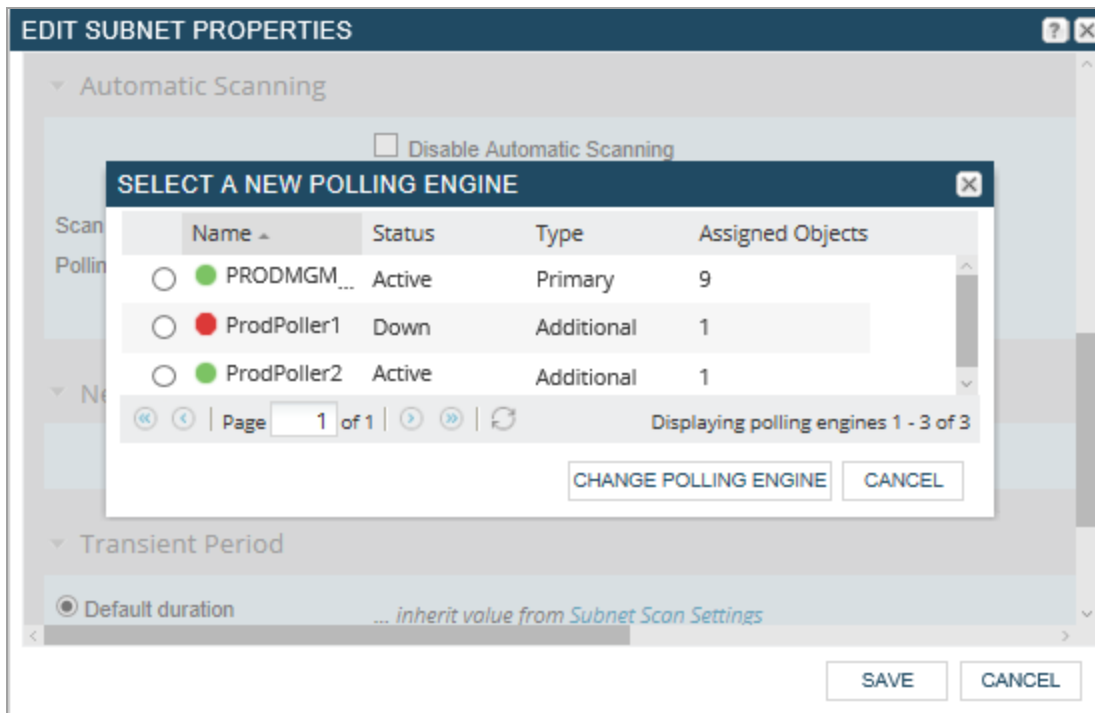 EDIT SUBNET PROPERTIES
Automatic Scanning
Disable Automatic Scanning
SELECT A NEW POLLING ENGINE
Name Status Type Assigned Objects
Scan
PRODMGM... Active Primary 9
Pollin
ProdPoller1 Down Additional 1
ProdPoller2 Active Additional 1
Ne
Page 1 of 1 Displaying polling engines 1 - 3 of 3
CHANGE POLLING ENGINE CANCEL
Transient Period
Default duration ... inherit value from Subnet Scan Settings
SAVE CANCEL